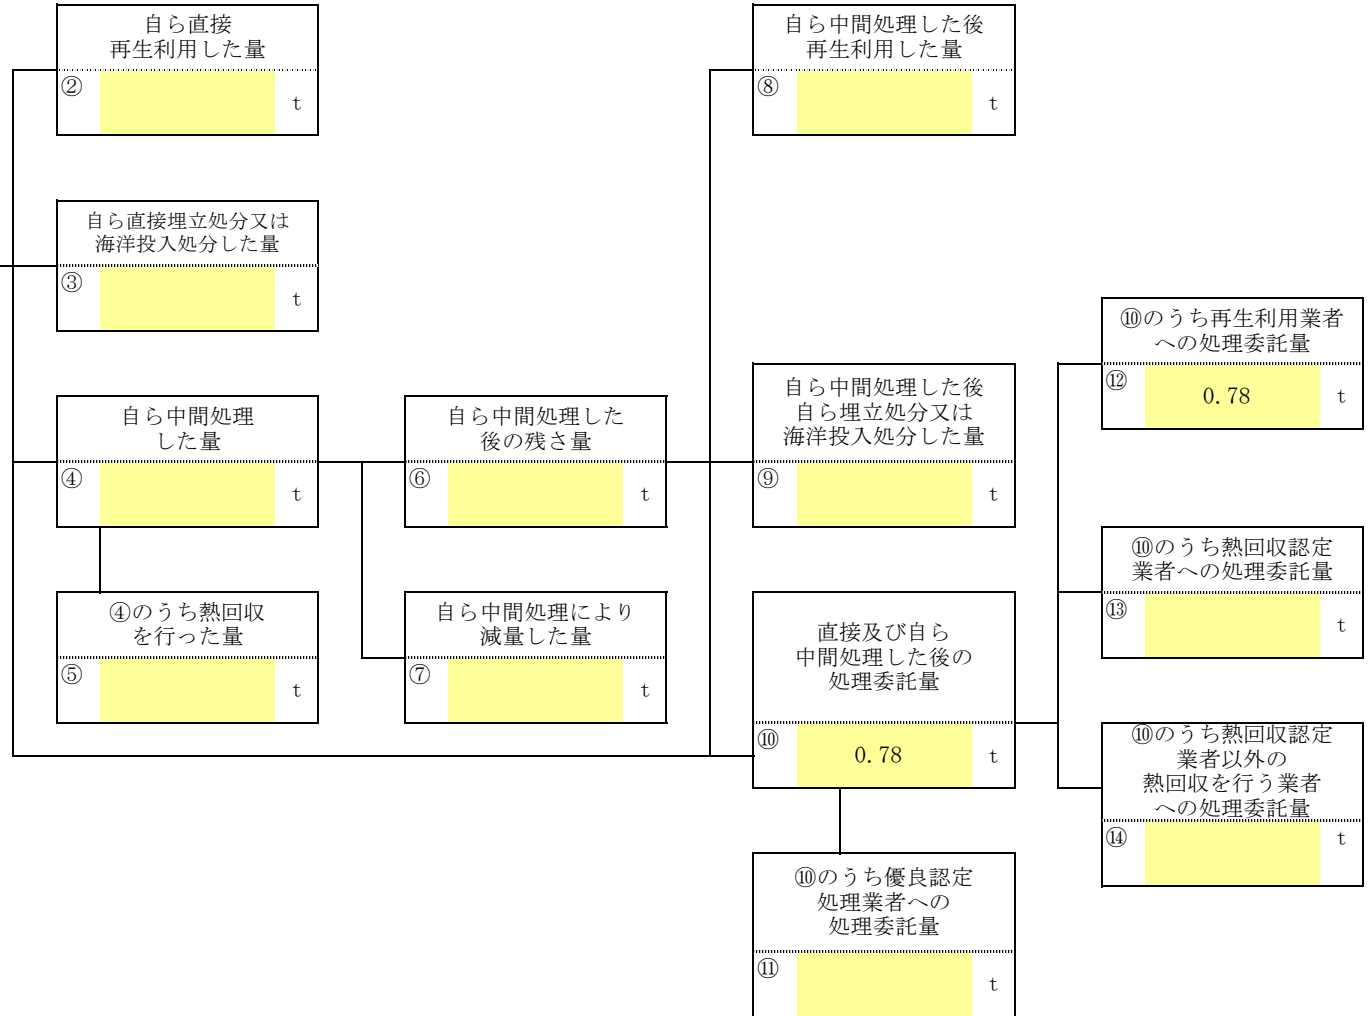 自ら直接
再生利用した量
②
t
自ら中間処理した後
再生利用した量
⑧
t
自ら直接埋立処分又は
海洋投入処分した量
③
t
⑩のうち再生利用業者
への処理委託量
⑫
0.78 t
自ら中間処理
した量
④
t
自ら中間処理した
後の残さ量
⑥
t
自ら中間処理した後
自ら埋立処分又は
海洋投入処分した量
⑨
t
⑩のうち熱回収認定
業者への処理委託量
⑬
t
④のうち熱回収
を行った量
⑤
t
自ら中間処理により
減量した量
⑦
t
直接及び自ら
中間処理した後の
処理委託量
⑩
0.78 t
⑩のうち熱回収認定
業者以外の
熱回収を行う業者
への処理委託量
⑭
t
⑩のうち優良認定
処理業者への
処理委託量
⑪
t